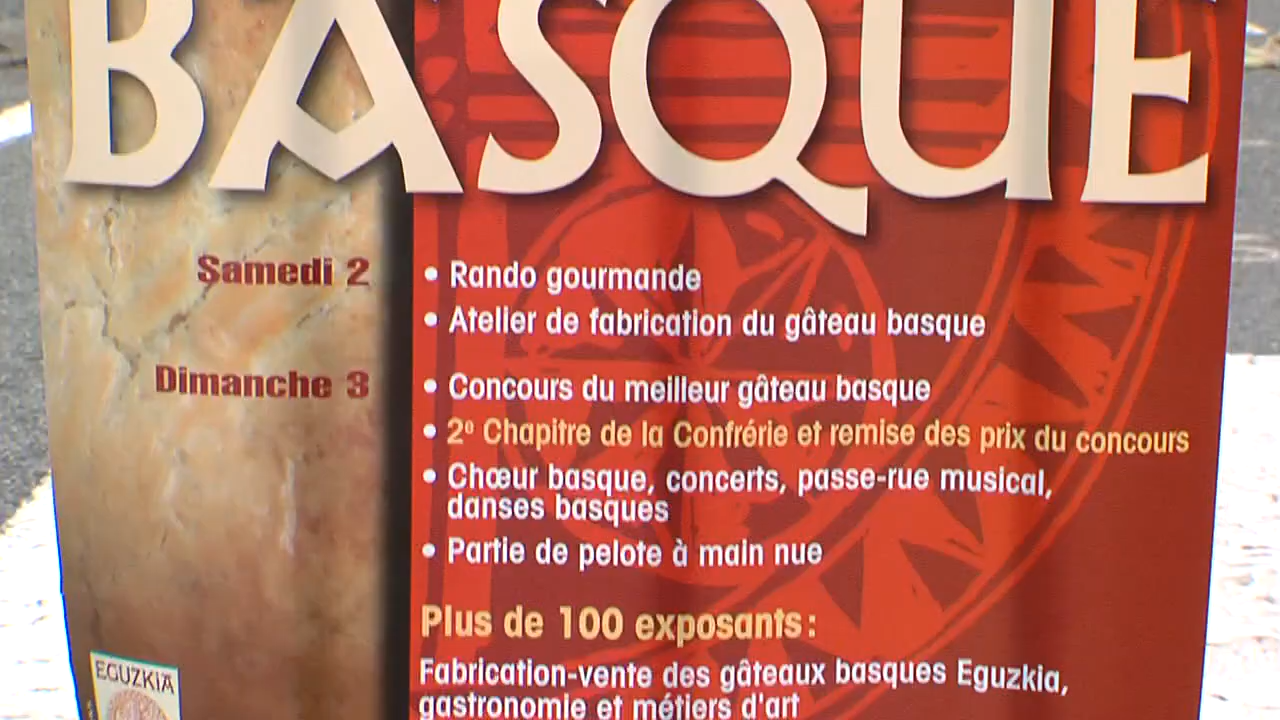 BASQUE
Samedi 2
• Rando gourmande
• Atelier de fabrication du gâteau basque
Dimanche 3
• Concours du meilleur gâteau basque
• 2e Chapitre de la Confrérie et remise des prix du concours
• Chœur basque, concerts, passe-rue musical,
danses basques
• Partie de pelote à main nue
Plus de 100 exposants :
Fabrication-vente des gâteaux basques Eguzkia,
gastronomie et métiers d'art
EGUZKIA